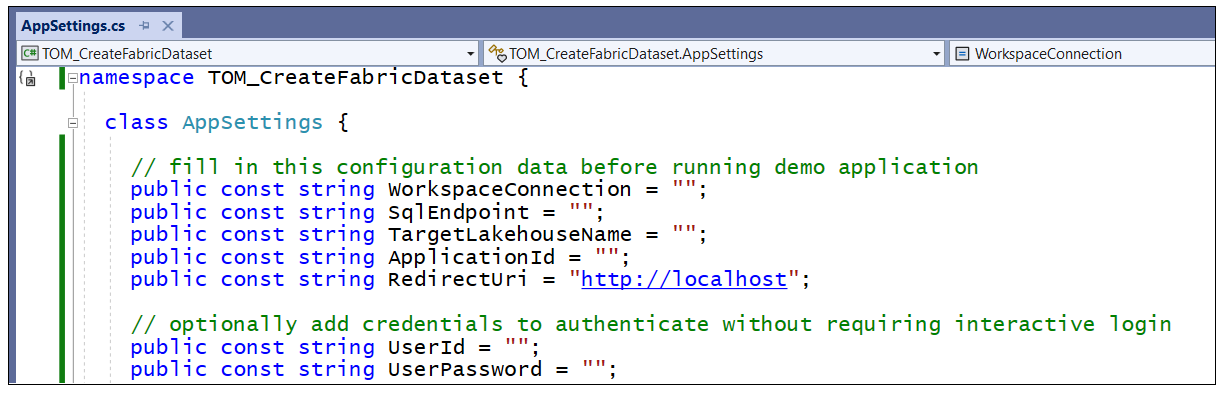 AppSettings.cs
C# TOM_CreateFabricDataset TOM_CreateFabricDataset.AppSettings WorkspaceConnection
namespace TOM_CreateFabricDataset {
class AppSettings {
// fill in this configuration data before running demo application
public const string WorkspaceConnection = "";
public const string SqlEndpoint = "";
public const string TargetLakehouseName = "";
public const string ApplicationId = "";
public const string RedirectUri = "http://localhost";
// optionally add credentials to authenticate without requiring interactive login
public const string UserId = "";
public const string UserPassword = "";